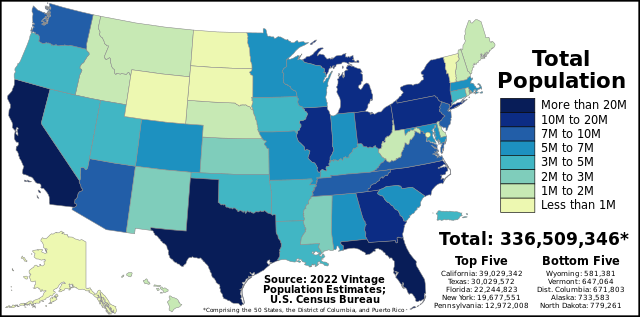 Total
Population
More than 20M
10M to 20M
7M to 10M
5M to 7M
3M to 5M
2M to 3M
1M to 2M
Less than 1M
Total: 336,509,346*
Top Five
California: 39,029,342
Texas: 30,029,572
Florida: 22,244,823
New York: 19,677,551
Pennsylvania: 12,972,008
Bottom Five
Wyoming: 581,381
Vermont: 647,064
Dist. Columbia: 671,803
Alaska: 733,583
North Dakota: 779,261
Source: 2022 Vintage
Population Estimates;
U.S. Census Bureau
*Comprising the 50 States, the District of Columbia, and Puerto Rico